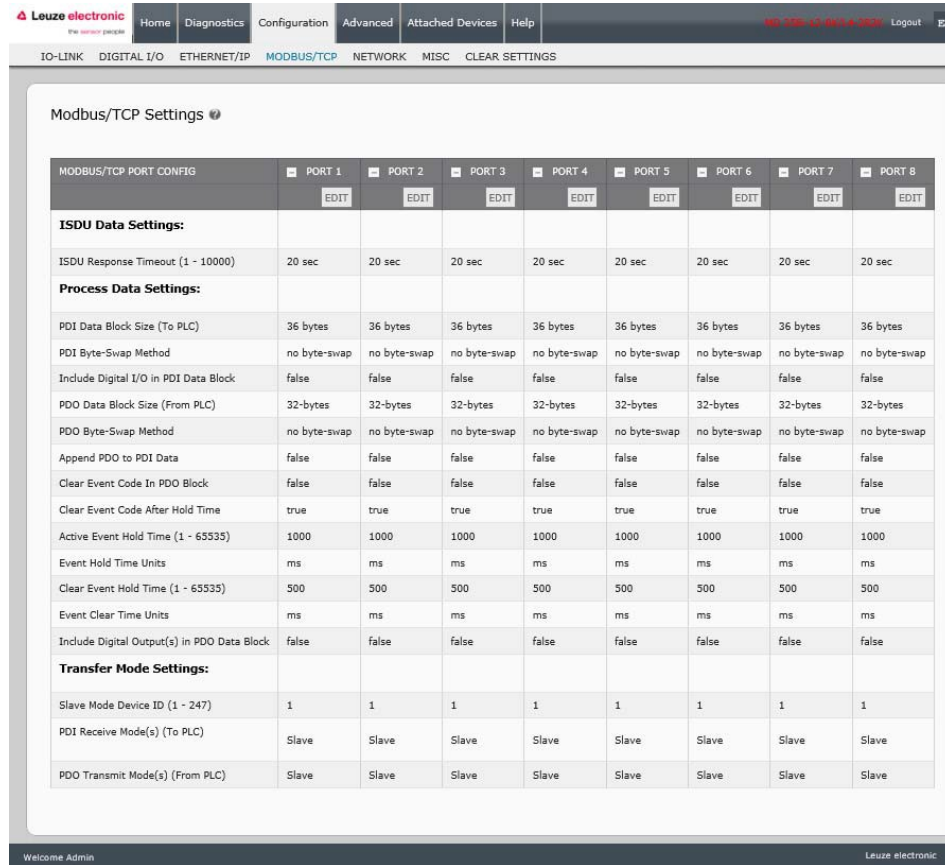 Leuze electronic
the sensor people
Home Diagnostics Configuration Advanced Attached Devices Help
Logout
IO-LINK DIGITAL I/O ETHERNET/IP MODBUS/TCP NETWORK MISC CLEAR SETTINGS
Modbus/TCP Settings ?
MODBUS/TCP PORT CONFIG PORT 1 PORT 2 PORT 3 PORT 4 PORT 5 PORT 6 PORT 7 PORT 8
EDIT EDIT EDIT EDIT EDIT EDIT EDIT EDIT
ISDU Data Settings:
ISDU Response Timeout (1 - 10000) 20 sec 20 sec 20 sec 20 sec 20 sec 20 sec 20 sec 20 sec
Process Data Settings:
PDI Data Block Size (To PLC) 36 bytes 36 bytes 36 bytes 36 bytes 36 bytes 36 bytes 36 bytes 36 bytes
PDI Byte-Swap Method no byte-swap no byte-swap no byte-swap no byte-swap no byte-swap no byte-swap no byte-swap no byte-swap
Include Digital I/O in PDI Data Block false false false false false false false false
PDO Data Block Size (From PLC) 32-bytes 32-bytes 32-bytes 32-bytes 32-bytes 32-bytes 32-bytes 32-bytes
PDO Byte-Swap Method no byte-swap no byte-swap no byte-swap no byte-swap no byte-swap no byte-swap no byte-swap no byte-swap
Append PDO to PDI Data false false false false false false false false
Clear Event Code In PDO Block false false false false false false false false
Clear Event Code After Hold Time true true true true true true true true
Active Event Hold Time (1 - 65535) 1000 1000 1000 1000 1000 1000 1000 1000
Event Hold Time Units ms ms ms ms ms ms ms ms
Clear Event Hold Time (1 - 65535) 500 500 500 500 500 500 500 500
Event Clear Time Units ms ms ms ms ms ms ms ms
Include Digital Output(s) in PDO Data Block false false false false false false false false
Transfer Mode Settings:
Slave Mode Device ID (1 - 247) 1 1 1 1 1 1 1 1
PDI Receive Mode(s) (To PLC) Slave Slave Slave Slave Slave Slave Slave Slave
PDO Transmit Mode(s) (From PLC) Slave Slave Slave Slave Slave Slave Slave Slave
Welcome Admin
Leuze electronic